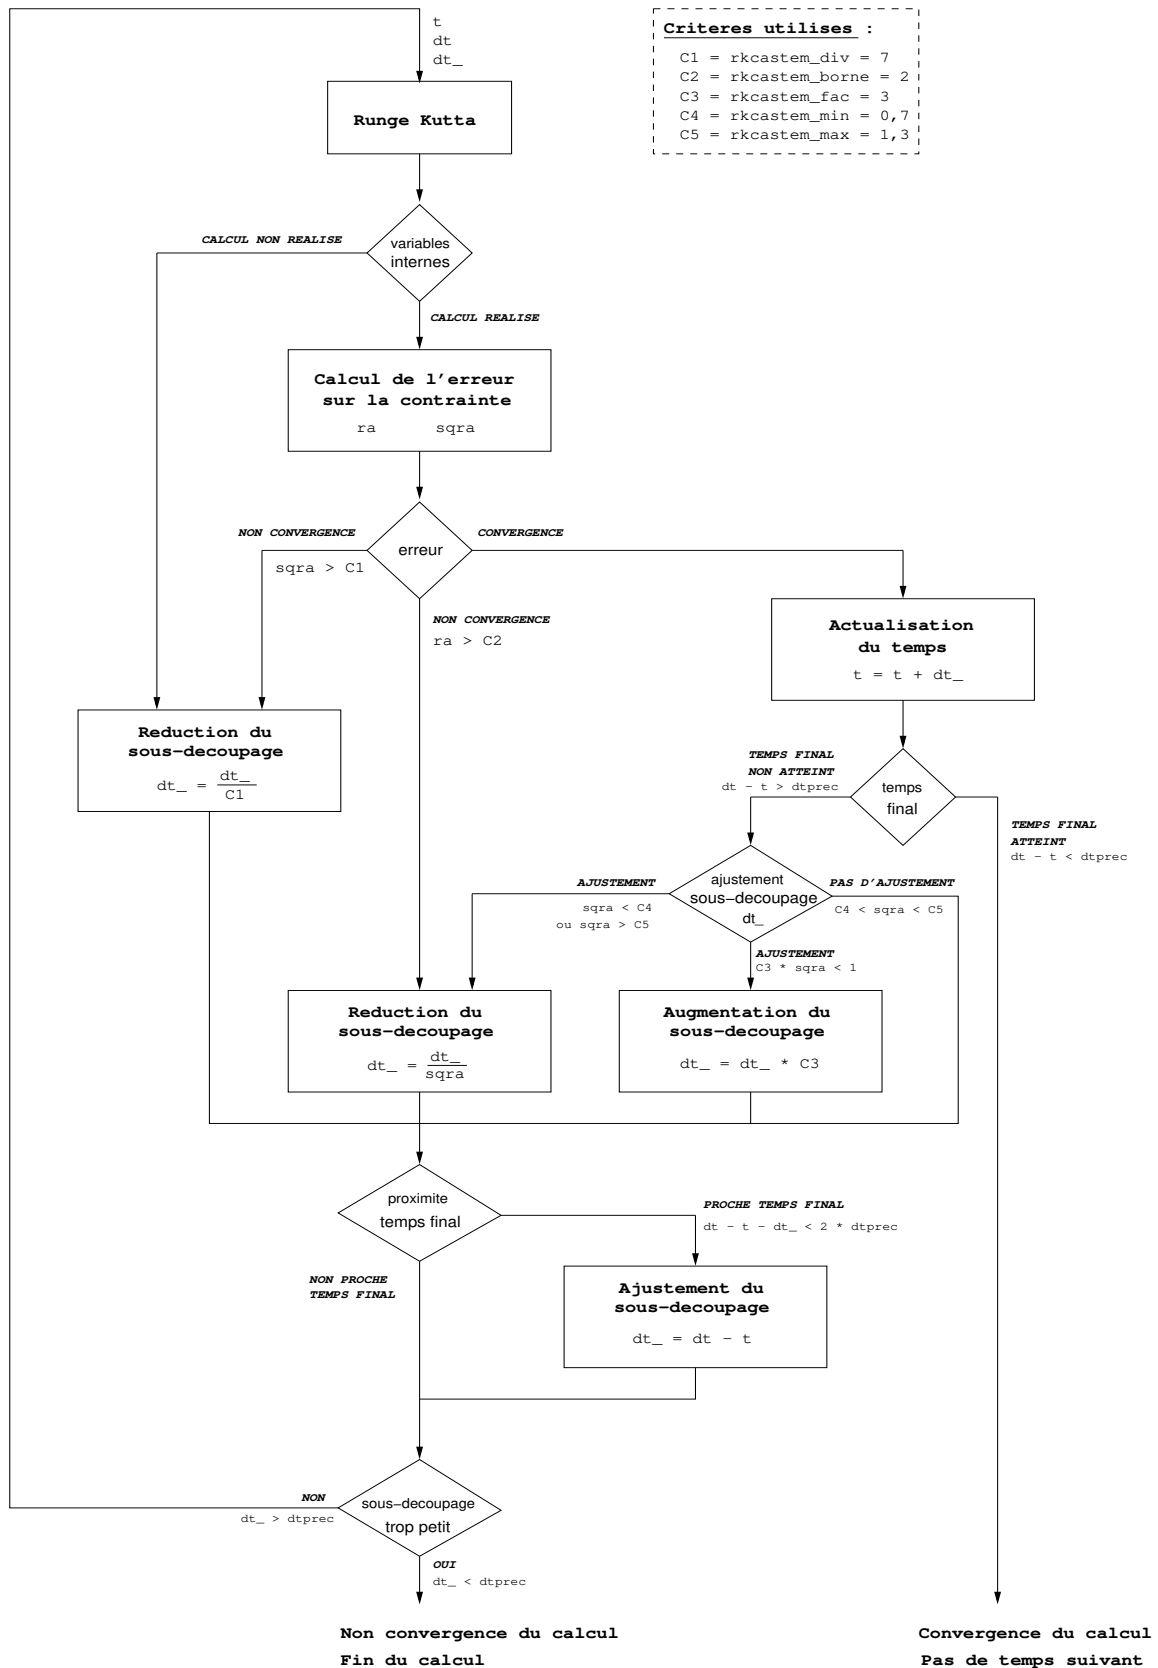 t
dt
dt_
Criteres utilises :
C1 = rkcastem_div = 7
C2 = rkcastem_borne = 2
C3 = rkcastem_fac = 3
C4 = rkcastem_min = 0,7
C5 = rkcastem_max = 1,3
Runge Kutta
variables
internes
CALCUL NON REALISE
CALCUL REALISE
Calcul de l'erreur
sur la contrainte
ra sqra
erreur
NON CONVERGENCE
sqra > C1
CONVERGENCE
NON CONVERGENCE
ra > C2
Actualisation
du temps
t = t + dt_
Reduction du
sous-decoupage
dt_ = dt_
C1
TEMPS FINAL
NON ATTEINT
dt - t > dtprec
temps
final
TEMPS FINAL
ATTEINT
dt - t < dtprec
ajustement
sous-decoupage
dt_
AJUSTEMENT
sqra < C4
ou sqra > C5
PAS D'AJUSTEMENT
C4 < sqra < C5
AJUSTEMENT
C3 * sqra < 1
Reduction du
sous-decoupage
dt_ = dt_
sqra
Augmentation du
sous-decoupage
dt_ = dt_ * C3
proximite
temps final
PROCHE TEMPS FINAL
dt - t - dt_ < 2 * dtprec
NON PROCHE
TEMPS FINAL
Ajustement du
sous-decoupage
dt_ = dt - t
sous-decoupage
trop petit
NON
dt_ > dtprec
OUI
dt_ < dtprec
Non convergence du calcul
Fin du calcul
Convergence du calcul
Pas de temps suivant